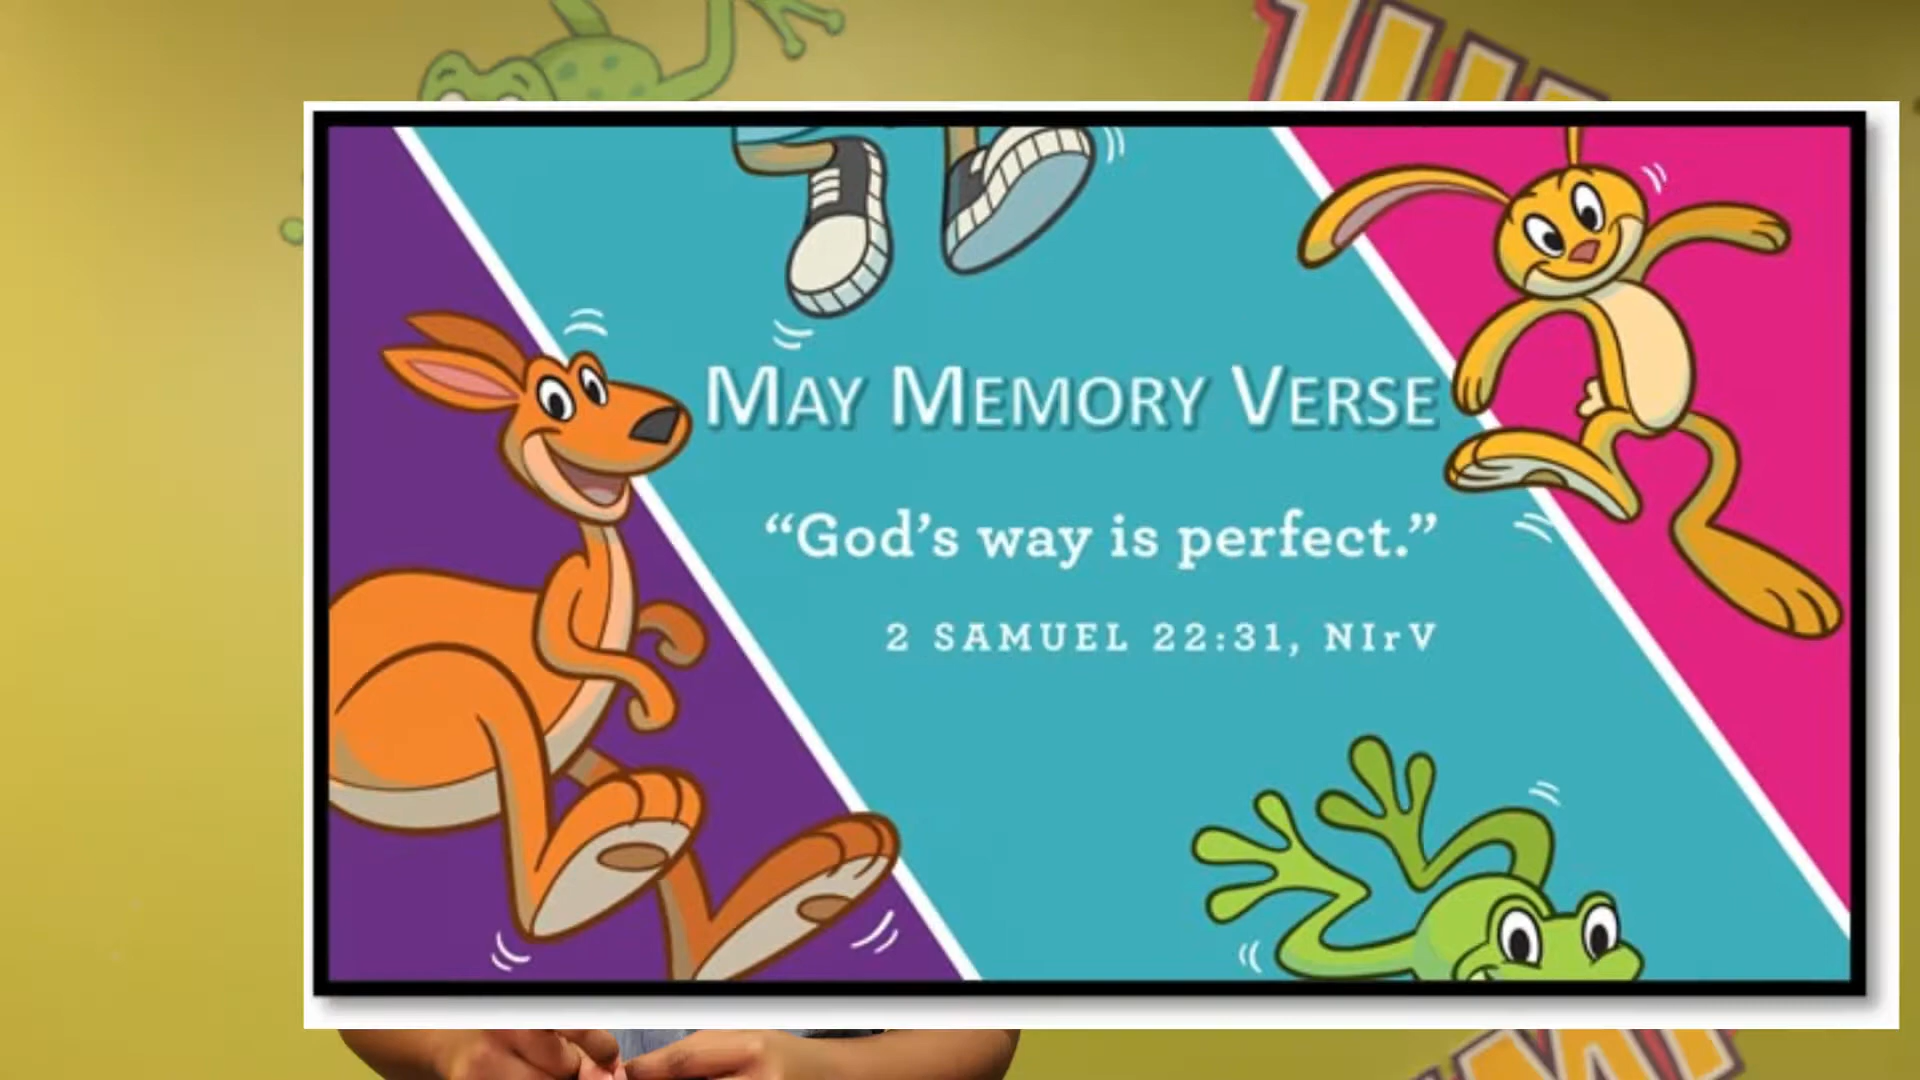 MAY MEMORY VERSE
“God’s way is perfect.”
2 SAMUEL 22:31, NIrV